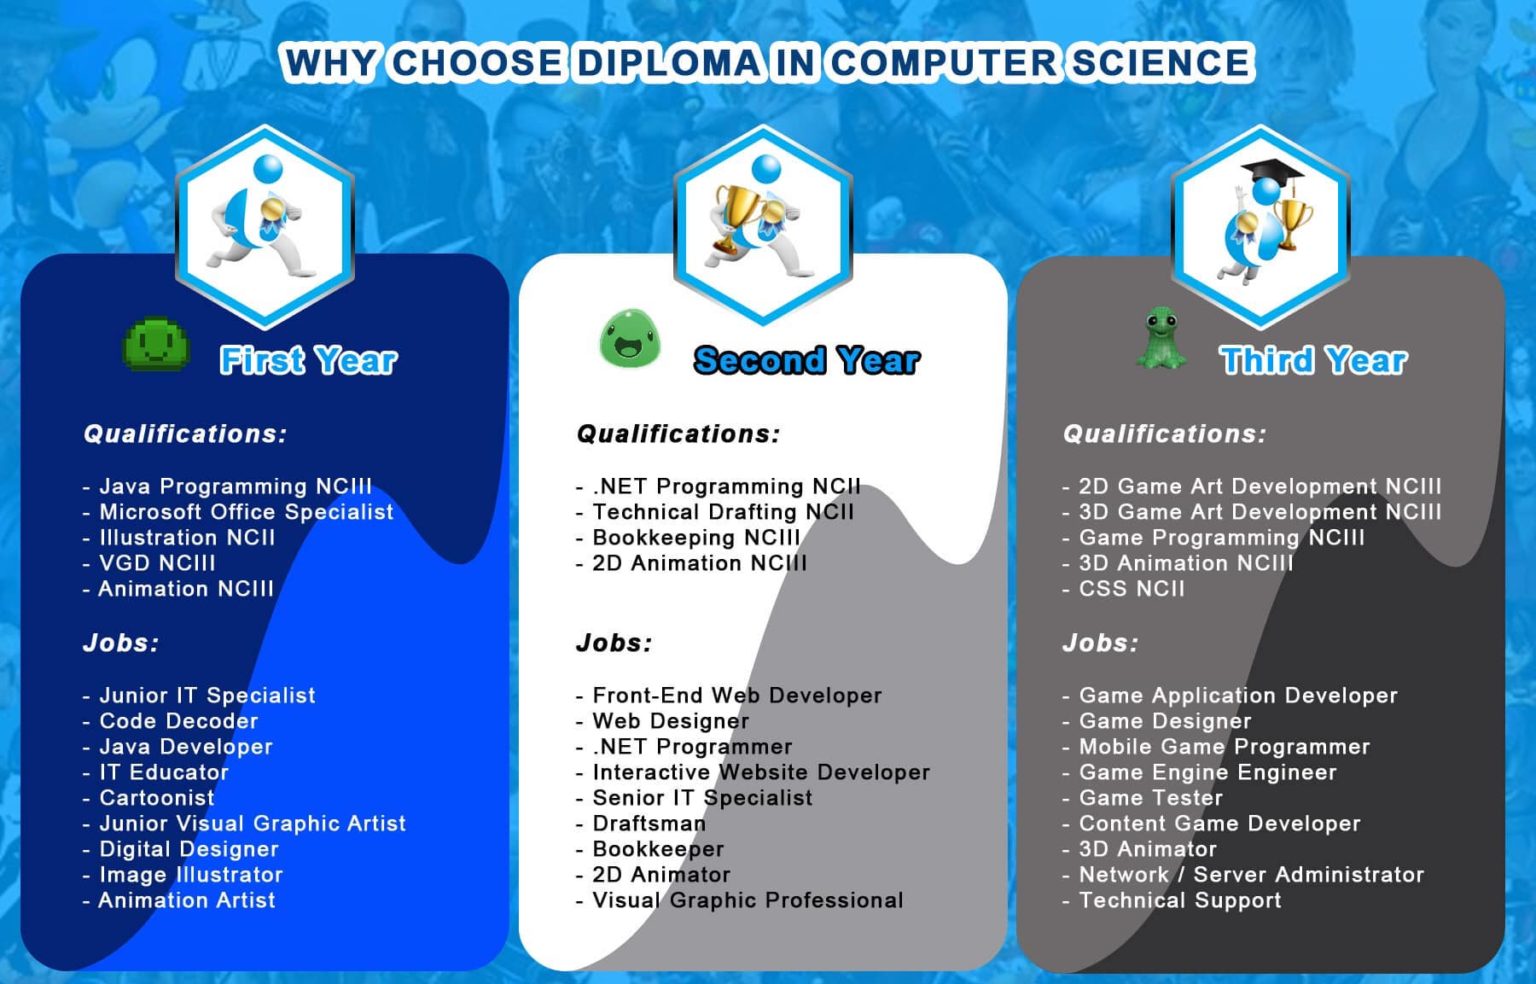 WHY CHOOSE DIPLOMA IN COMPUTER SCIENCE
First Year
Qualifications:
- Java Programming NCIII
- Microsoft Office Specialist
- Illustration NCII
- VGD NCIII
- Animation NCIII
Jobs:
- Junior IT Specialist
- Code Decoder
- Java Developer
- IT Educator
- Cartoonist
- Junior Visual Graphic Artist
- Digital Designer
- Image Illustrator
- Animation Artist
Second Year
Qualifications:
- .NET Programming NCII
- Technical Drafting NCII
- Bookkeeping NCIII
- 2D Animation NCIII
Jobs:
- Front-End Web Developer
- Web Designer
- .NET Programmer
- Interactive Website Developer
- Senior IT Specialist
- Draftsman
- Bookkeeper
- 2D Animator
- Visual Graphic Professional
Third Year
Qualifications:
- 2D Game Art Development NCIII
- 3D Game Art Development NCIII
- Game Programming NCIII
- 3D Animation NCIII
- CSS NCII
Jobs:
- Game Application Developer
- Game Designer
- Mobile Game Programmer
- Game Engine Engineer
- Game Tester
- Content Game Developer
- 3D Animator
- Network / Server Administrator
- Technical Support